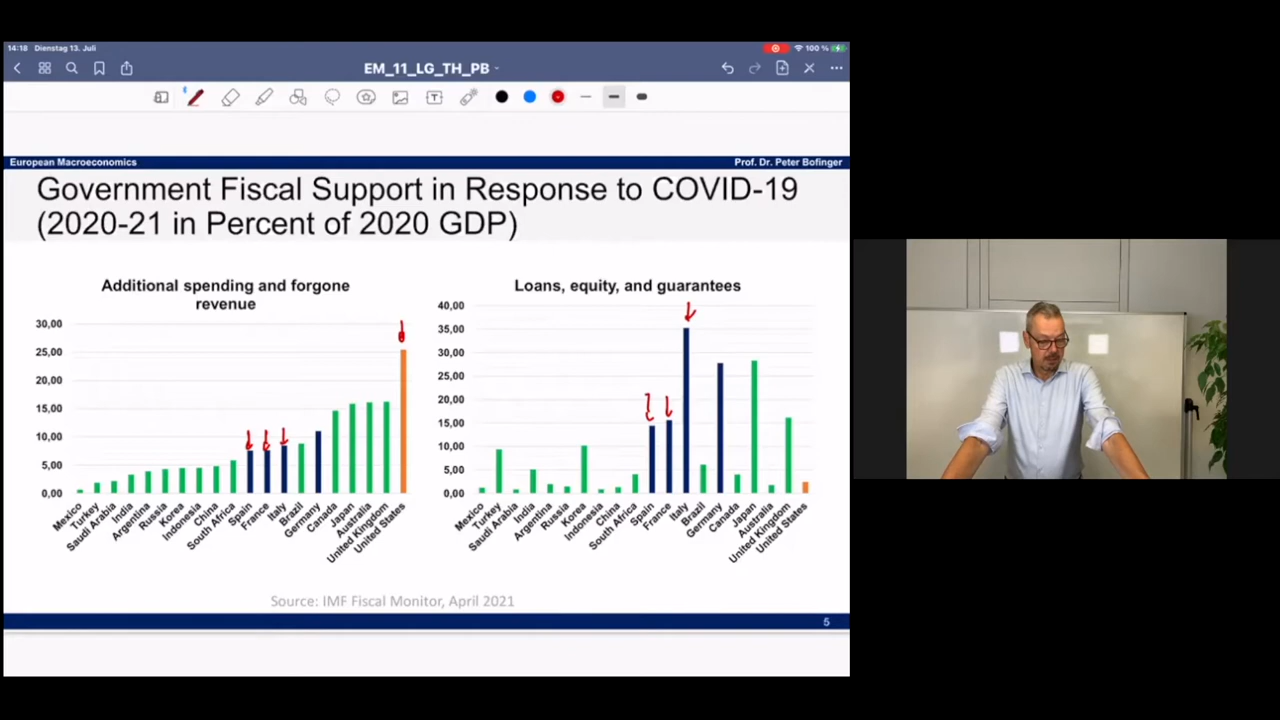 14:18 Dienstag 13. Juli
100 %
EM_11_LG_TH_PB
European Macroeconomics
Prof. Dr. Peter Bofinger
Government Fiscal Support in Response to COVID-19
(2020-21 in Percent of 2020 GDP)
Additional spending and forgone
revenue
30,00
25,00
20,00
15,00
10,00
5,00
0,00
Mexico
Turkey
Saudi Arabia
India
Argentina
Russia
Korea
Indonesia
China
South Africa
Spain
France
Italy
Brazil
Germany
Canada
Japan
Australia
United Kingdom
United States
Loans, equity, and guarantees
40,00
35,00
30,00
25,00
20,00
15,00
10,00
5,00
0,00
Mexico
Turkey
Saudi Arabia
India
Argentina
Russia
Korea
Indonesia
China
South Africa
Spain
France
Italy
Brazil
Germany
Canada
Japan
Australia
United Kingdom
United States
Source: IMF Fiscal Monitor, April 2021
5